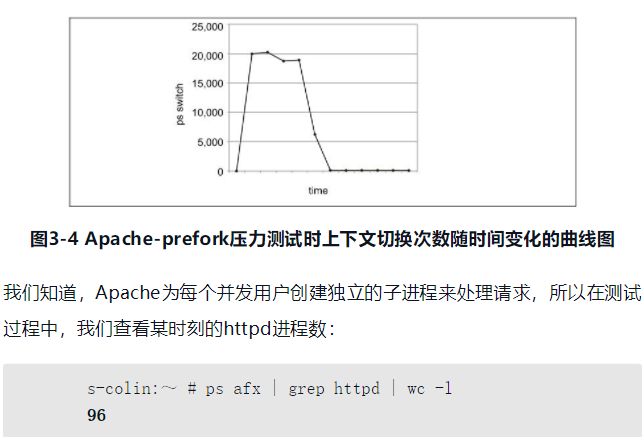 25,000
20,000
15,000
10,000
5,000
0
ps switch
time
图3-4 Apache-prefork压力测试时上下文切换次数随时间变化的曲线图
我们知道，Apache为每个并发用户创建独立的子进程来处理请求，所以在测试
过程中，我们查看某时刻的httpd进程数：
s-colin:～ # ps afx | grep httpd | wc -l
96